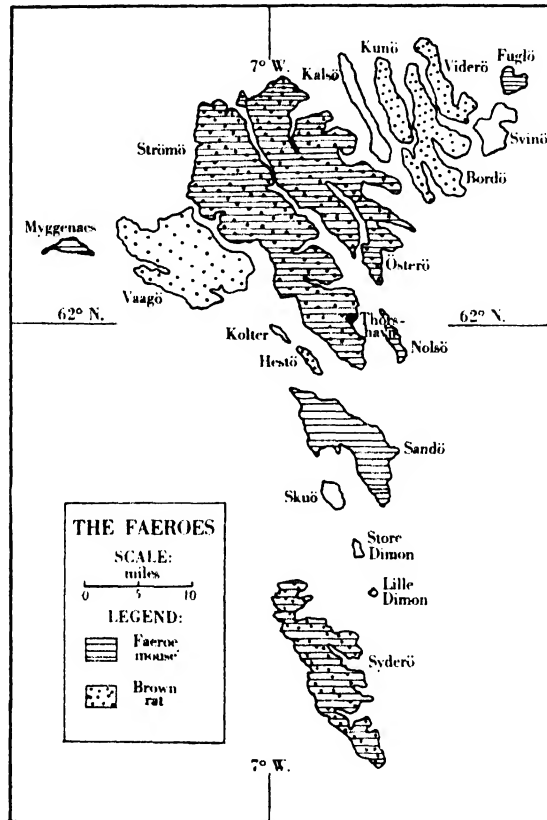 7° W.
Kalsö
Kunö
Viderö
Fuglö
Svinö
Bordö
Strömö
Österö
Myggenaes
Vaagö
62° N.
62° N.
Thors-
havn
Kolter
Hestö
Nolsö
Sandö
Skuö
Store
Dimon
Lille
Dimon
Syderö
THE FAEROES
SCALE:
miles
0 5 10
LEGEND:
Faeroe
mouse
Brown
rat
7° W.